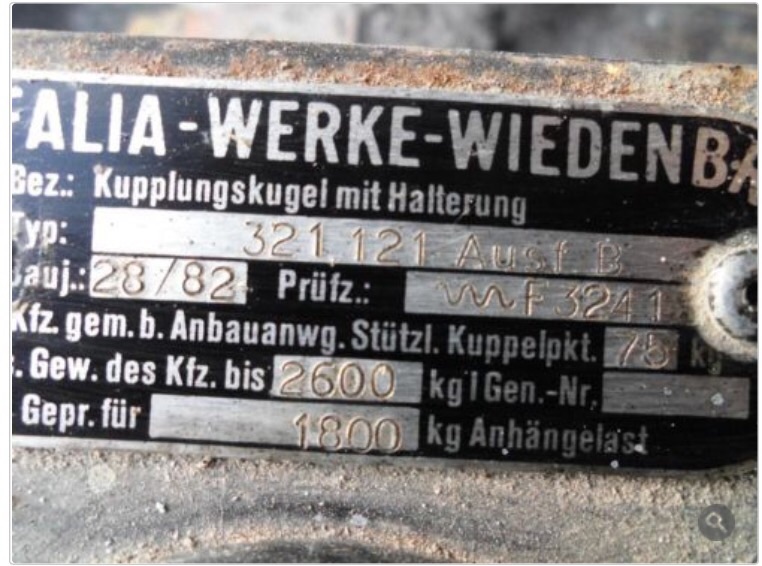 FALIA-WERKE-WIEDENB
Bez.: Kupplungskugel mit Halterung
Typ: 321 121 Ausf B
Bauj.: 28/82 Prüfz.: F 3241
Kfz. gem. b. Anbauanwg. Stützl. Kuppelpkt. 75 kg
. Gew. des Kfz. bis 2600 kg l Gen.-Nr.
Gepr. für 1800 kg Anhängelast